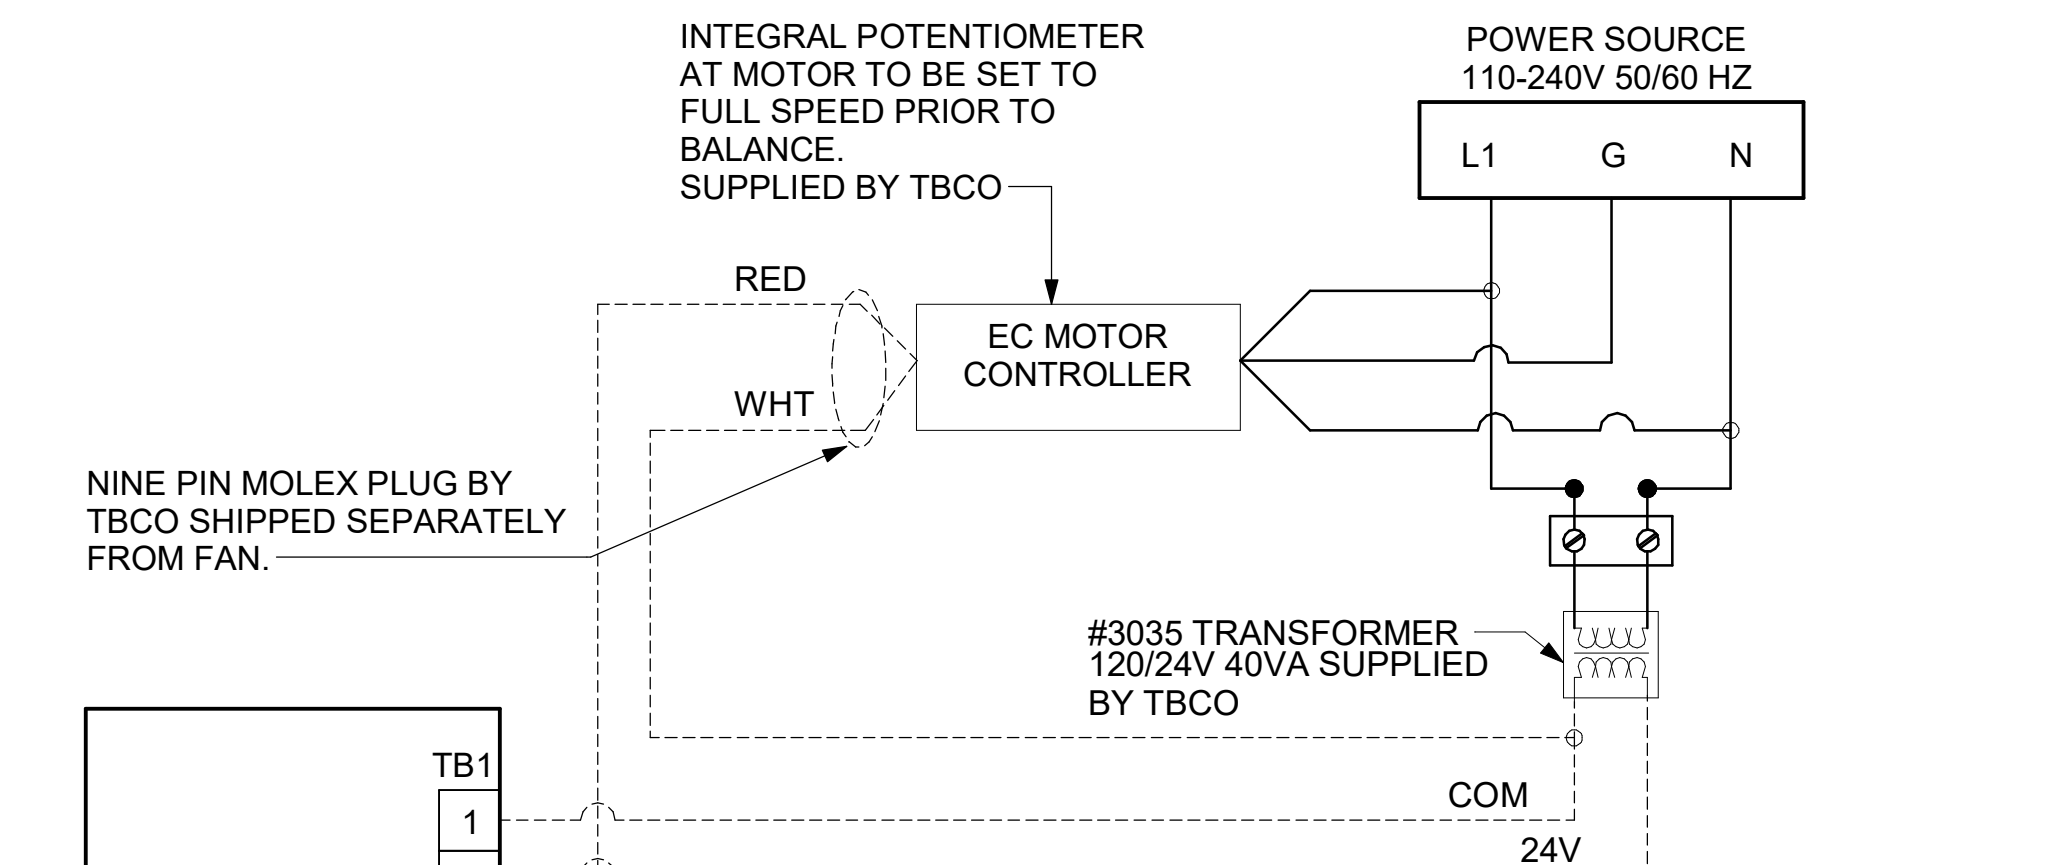 INTEGRAL POTENTIOMETER
AT MOTOR TO BE SET TO
FULL SPEED PRIOR TO
BALANCE.
SUPPLIED BY TBCO
POWER SOURCE
110-240V 50/60 HZ
L1 G N
RED
EC MOTOR
CONTROLLER
WHT
NINE PIN MOLEX PLUG BY
TBCO SHIPPED SEPARATELY
FROM FAN.
#3035 TRANSFORMER
120/24V 40VA SUPPLIED
BY TBCO
TB1
1
COM
24V